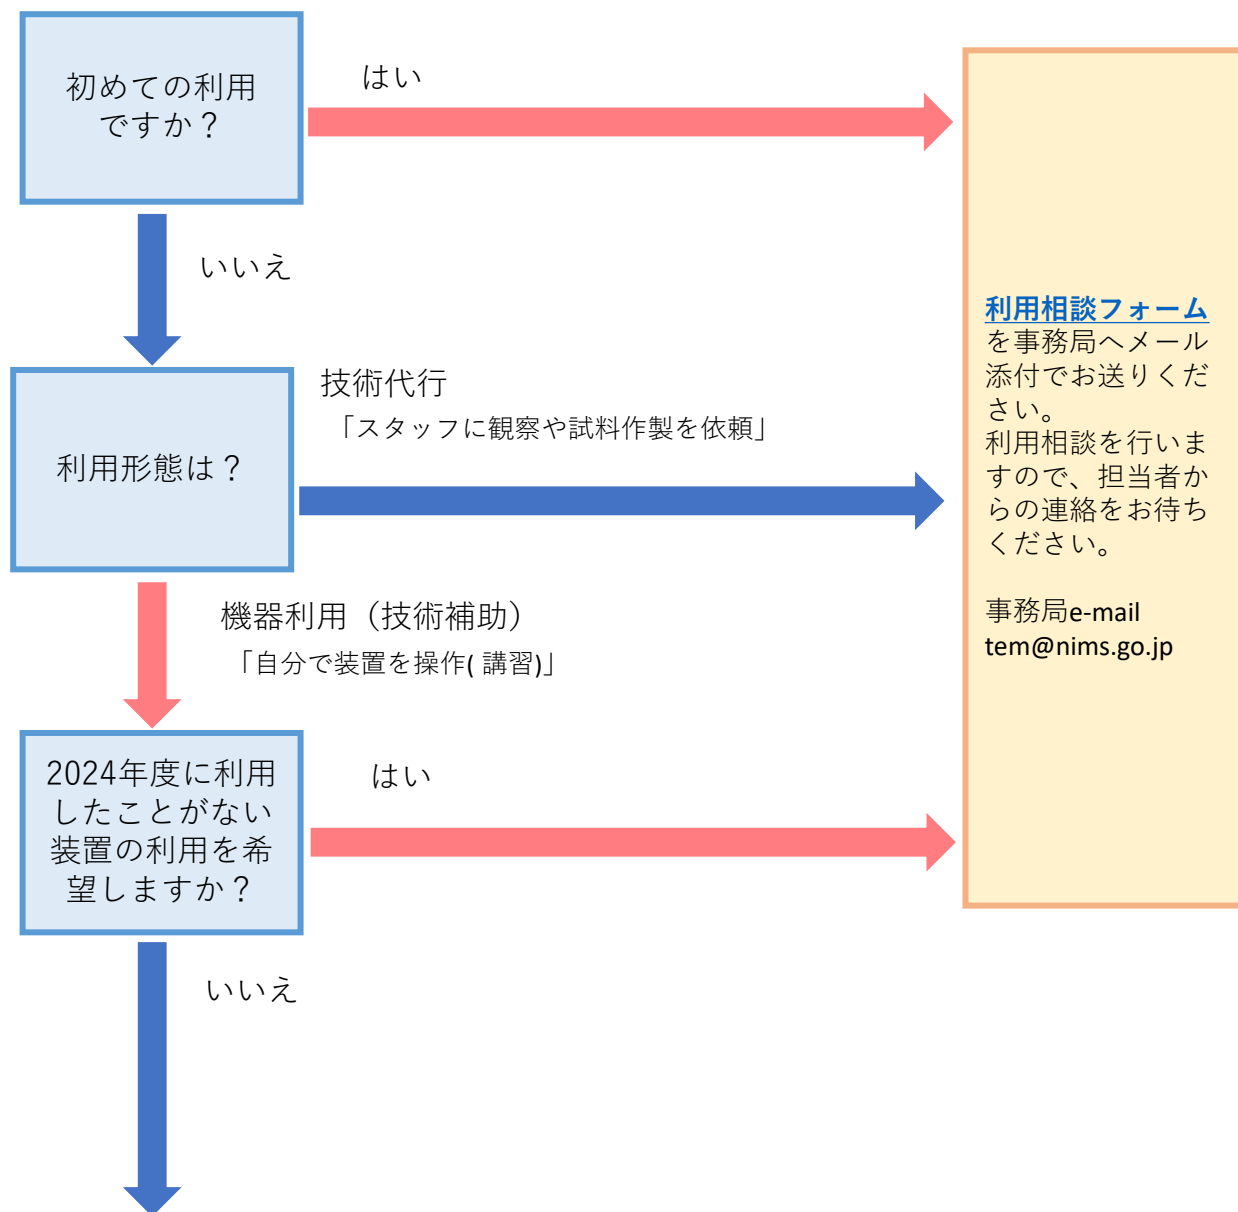 初めての利用
ですか？
はい
いいえ
利用形態は？
技術代行
「スタッフに観察や試料作製を依頼」
機器利用（技術補助）
「自分で装置を操作( 講習)」
2024年度に利用
したことがない
装置の利用を希
望しますか？
はい
いいえ
利用相談フォーム
を事務局へメール
添付でお送りくだ
さい。
利用相談を行いま
すので、担当者か
らの連絡をお待ち
ください。
事務局e-mail
tem@nims.go.jp